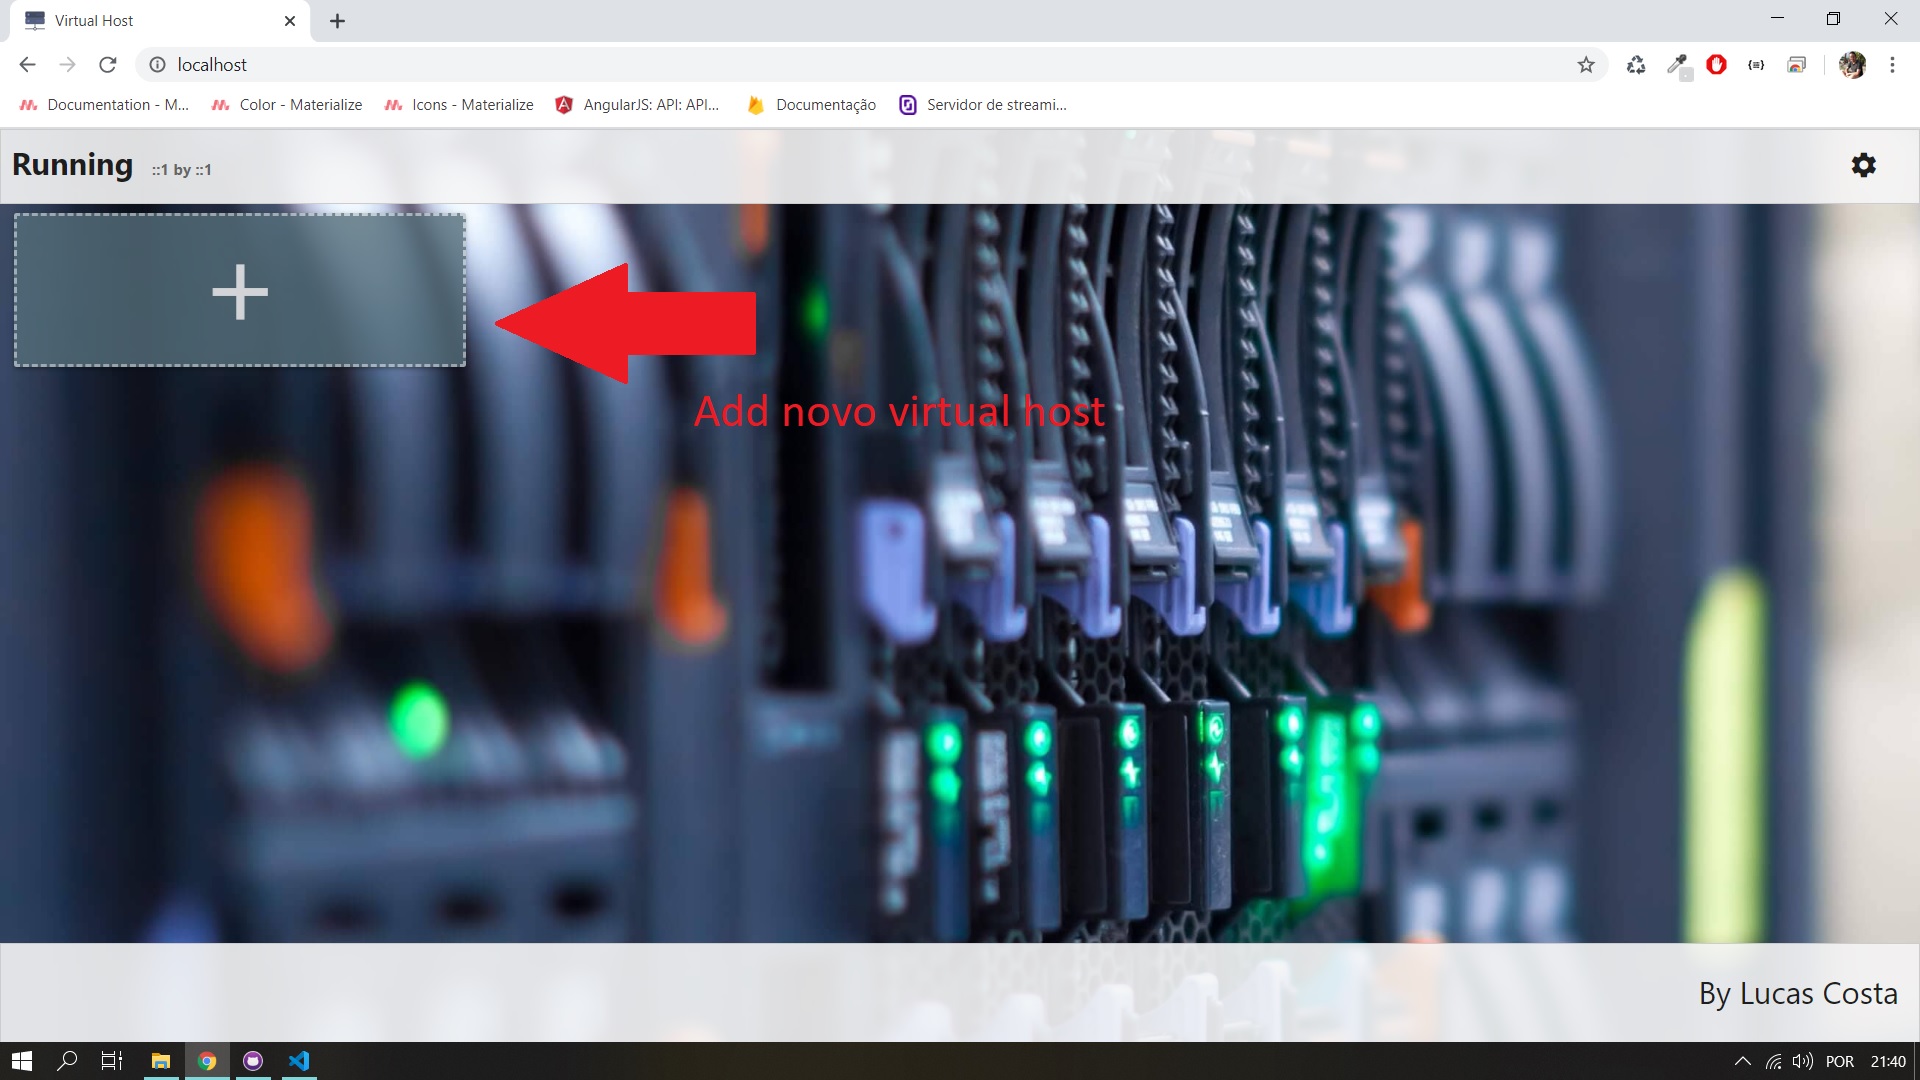 Virtual Host
localhost
Documentation - M...
Color - Materialize
Icons - Materialize
AngularJS: API: API...
Documentação
Servidor de streami...
Running
::1 by ::1
Add novo virtual host
By Lucas Costa
POR
21:40